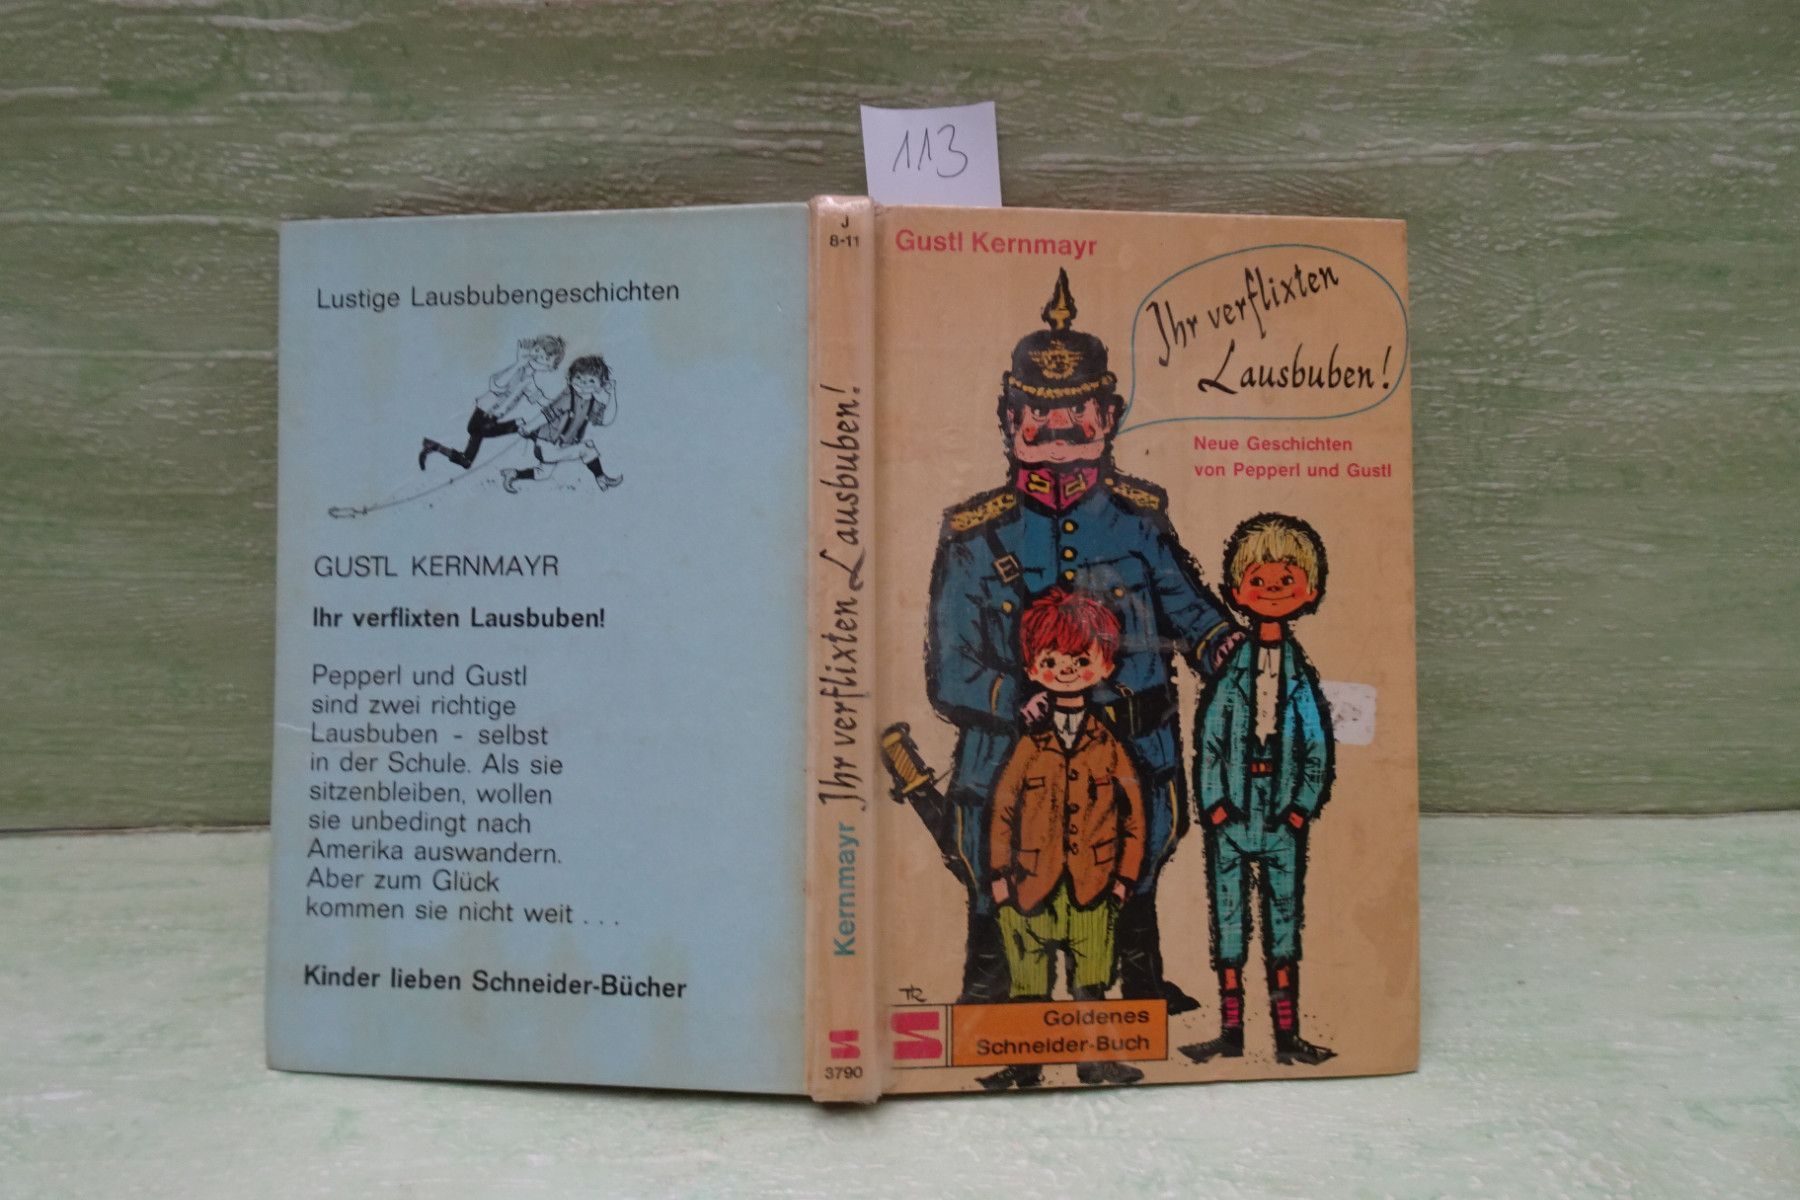 113
Lustige Lausbubengeschichten
GUSTL KERNMAYR
Ihr verflixten Lausbuben!
Pepperl und Gustl
sind zwei richtige
Lausbuben - selbst
in der Schule. Als sie
sitzenbleiben, wollen
sie unbedingt nach
Amerika auswandern.
Aber zum Glück
kommen sie nicht weit . . .
Kinder lieben Schneider-Bücher
J
8-11
Kernmayr Ihr verflixten Lausbuben!
3790
Gustl Kernmayr
Ihr verflixten
Lausbuben!
Neue Geschichten
von Pepperl und Gustl
TR
Goldenes
Schneider-Buch